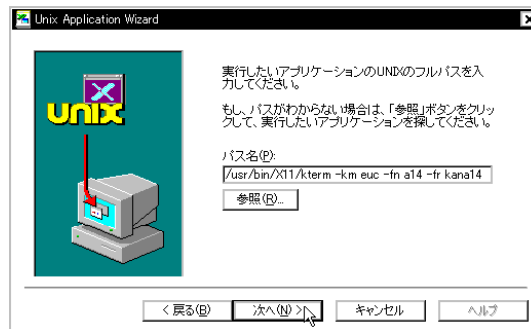 Unix Application Wizard
UNIX
実行したいアプリケーションのUNIXのフルパスを入
力してください。
もし、パスがわからない場合は、「参照」ボタンをクリッ
クして、実行したいアプリケーションを探してください。
パス名(P):
/usr/bin/X11/kterm -km euc -fn a14 -fr kana14
参照(R)...
< 戻る(B)
次へ(N) >
キャンセル
ヘルプ